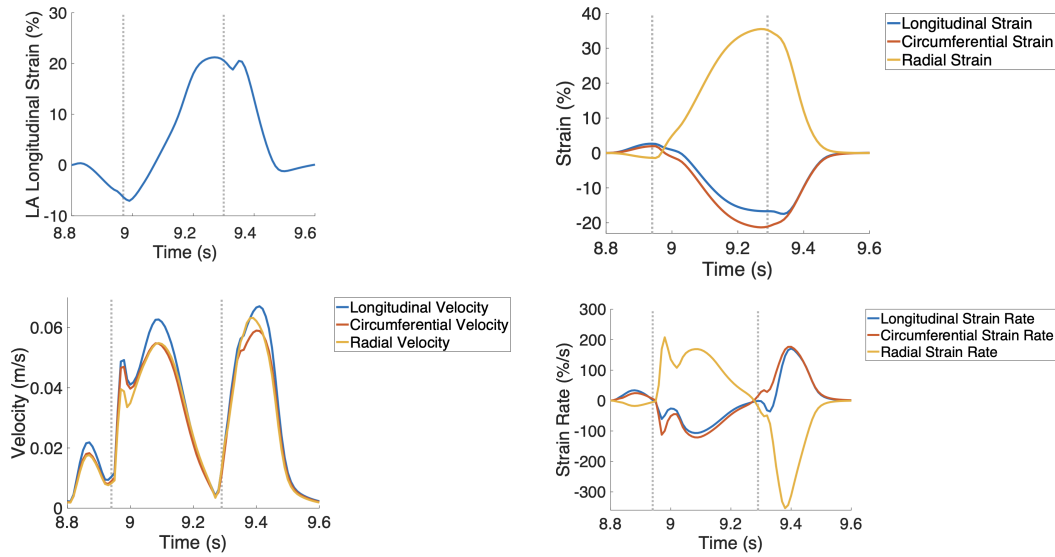 LA Longitudinal Strain (%)
30
20
10
0
-10
8.8
9
9.2
9.4
9.6
Time (s)
Strain (%)
40
30
20
10
0
-10
-20
8.8
9
9.2
9.4
9.6
Time (s)
Longitudinal Strain
Circumferential Strain
Radial Strain
Velocity (m/s)
0.06
0.04
0.02
0
8.8
9
9.2
9.4
9.6
Time (s)
Longitudinal Velocity
Circumferential Velocity
Radial Velocity
Strain Rate (%/s)
300
200
100
0
-100
-200
-300
8.8
9
9.2
9.4
9.6
Time (s)
Longitudinal Strain Rate
Circumferential Strain Rate
Radial Strain Rate